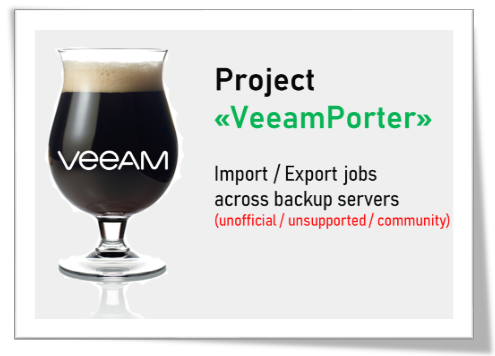 VEEAM
Project
«VeeamPorter»
Import / Export jobs
across backup servers
(unofficial / unsupported / community)